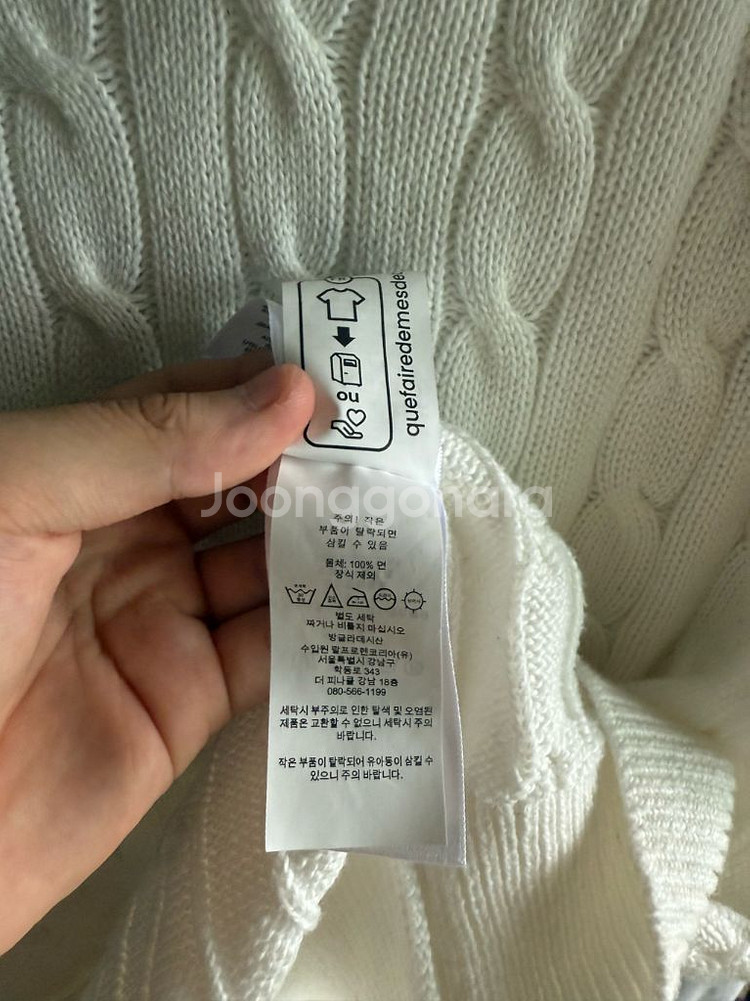 quefairedemesde
OU
Joonggonara
주의! 작은
부품이 탈락되면
삼킬 수 있음
몸체: 100% 면
장식 제외
별도 세탁
짜거나 비틀지 마십시오
방글라데시산
수입원 랄프로렌코리아(유)
서울특별시 강남구
학동로 343
더 피나클 강남 18층
080-566-1199
세탁시 부주의로 인한 탈색 및 오염된
제품은 교환할 수 없으니 세탁시 주의
바랍니다.
작은 부품이 탈락되어 유아동이 삼킬 수
있으니 주의 바랍니다.